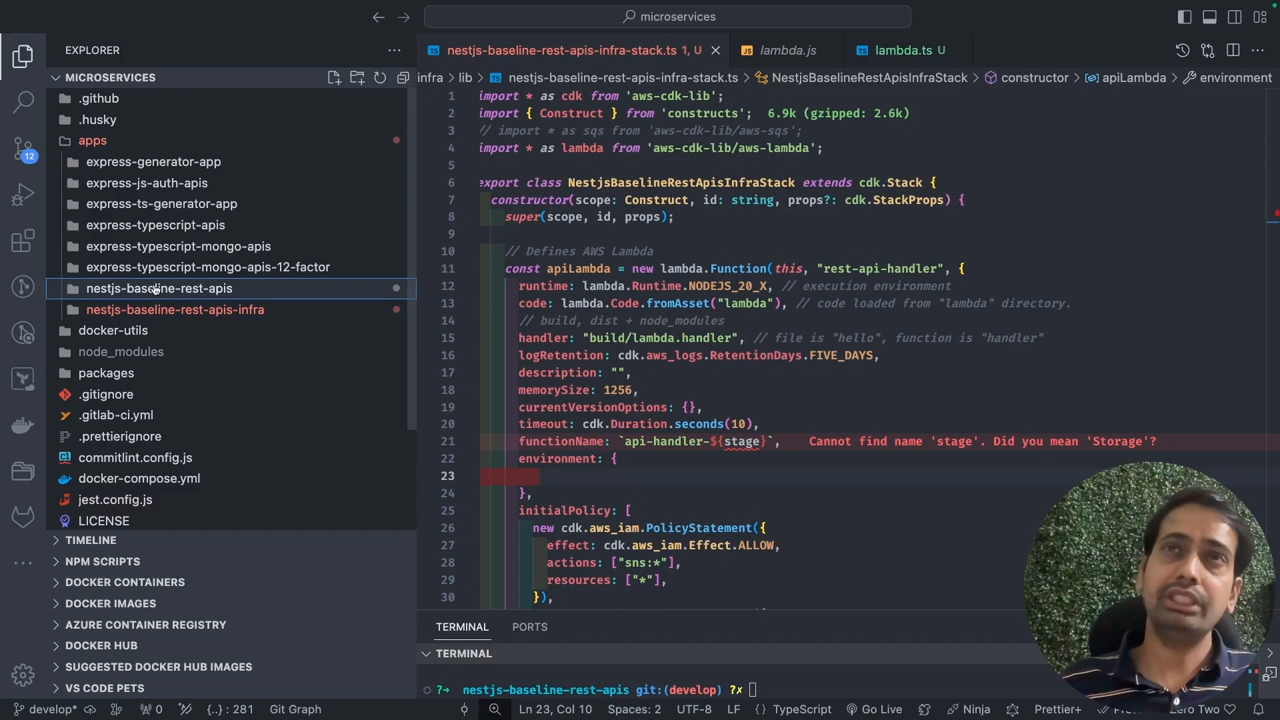 microservices
EXPLORER
nestjs-baseline-rest-apis-infra-stack.ts 1, U
lambda.js
lambda.ts U
MICROSERVICES
infra > lib > nestjs-baseline-rest-apis-infra-stack.ts > NestjsBaselineRestApisInfraStack > constructor > apiLambda > environment
.github
.husky
apps
express-generator-app
express-js-auth-apis
express-ts-generator-app
express-typescript-apis
express-typescript-mongo-apis
express-typescript-mongo-apis-12-factor
nestjs-baseline-rest-apis
nestjs-baseline-rest-apis-infra
docker-utils
node_modules
packages
.gitignore
.gitlab-ci.yml
.prettierignore
commitlint.config.js
docker-compose.yml
jest.config.js
LICENSE
TIMELINE
NPM SCRIPTS
DOCKER CONTAINERS
DOCKER IMAGES
AZURE CONTAINER REGISTRY
DOCKER HUB
SUGGESTED DOCKER HUB IMAGES
VS CODE PETS
12
1 import * as cdk from 'aws-cdk-lib';
2 import { Construct } from 'constructs'; 6.9k (gzipped: 2.6k)
3 // import * as sqs from 'aws-cdk-lib/aws-sqs';
4 import * as lambda from 'aws-cdk-lib/aws-lambda';
5
6 export class NestjsBaselineRestApisInfraStack extends cdk.Stack {
7 constructor(scope: Construct, id: string, props?: cdk.StackProps) {
8 super(scope, id, props);
9
10 // Defines AWS Lambda
11 const apiLambda = new lambda.Function(this, "rest-api-handler", {
12 runtime: lambda.Runtime.NODEJS_20_X, // execution environment
13 code: lambda.Code.fromAsset("lambda"), // code loaded from "lambda" directory.
14 // build, dist + node_modules
15 handler: "build/lambda.handler", // file is "hello", function is "handler"
16 logRetention: cdk.aws_logs.RetentionDays.FIVE_DAYS,
17 description: "",
18 memorySize: 1256,
19 currentVersionOptions: {},
20 timeout: cdk.Duration.seconds(10),
21 functionName: `api-handler-${stage}`, Cannot find name 'stage'. Did you mean 'Storage'?
22 environment: {
23
24 },
25 initialPolicy: [
26 new cdk.aws_iam.PolicyStatement({
27 effect: cdk.aws_iam.Effect.ALLOW,
28 actions: ["sns:*"],
29 resources: ["*"],
30 }),
TERMINAL PORTS
TERMINAL
?→ nestjs-baseline-rest-apis git:(develop) ?✗
develop* 0 {..} : 281 Git Graph Ln 23, Col 10 Spaces: 2 UTF-8 LF {} TypeScript Go Live Ninja Prettier+ Zero Two